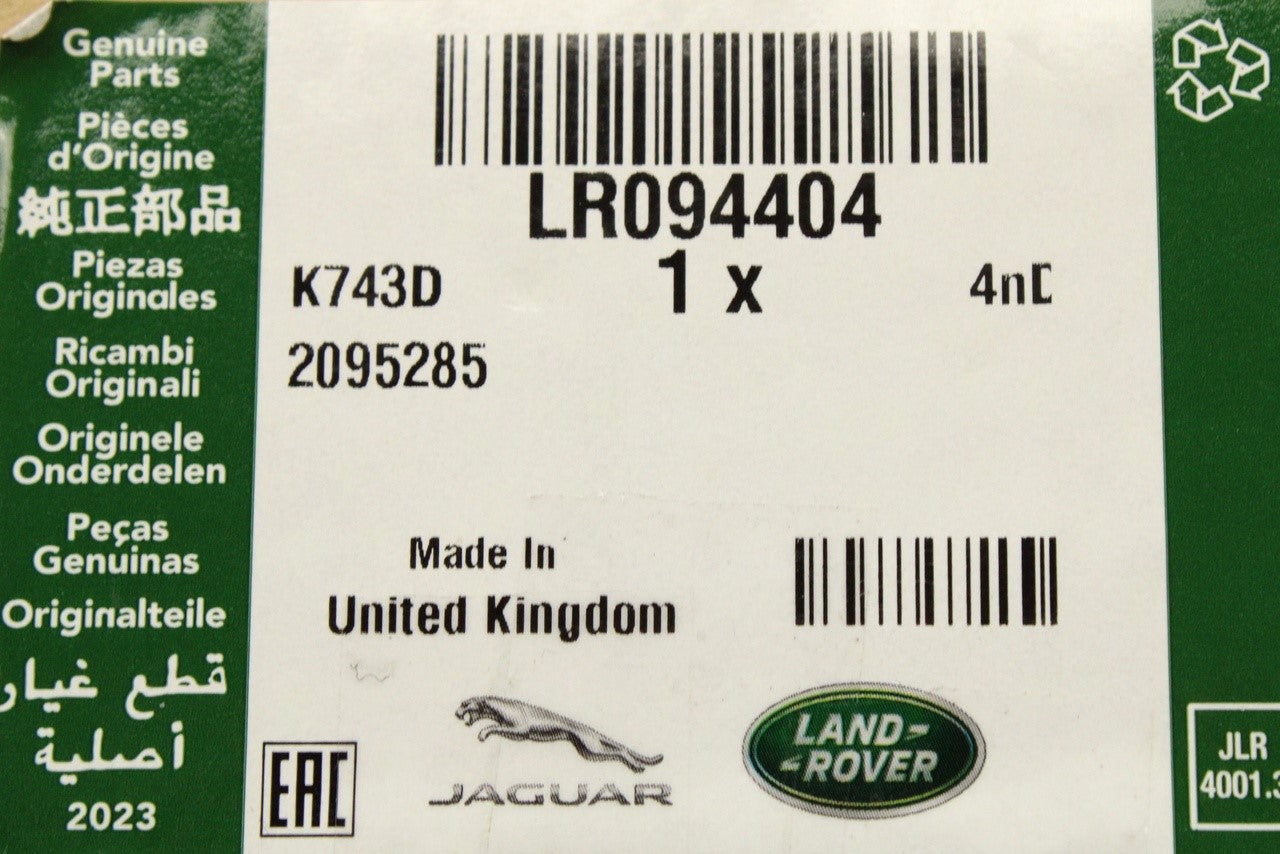 Genuine
Parts
Pièces
d'Origine
純正部品
Piezas
Originales
Ricambi
Originali
Originele
Onderdelen
Peças
Genuinas
Originalteile
قطع غيار
أصلية
2023
LR094404
K743D 1 x 4n
2095285
Made In
United Kingdom
EAC
JAGUAR
LAND-
-ROVER
JLR
4001.3